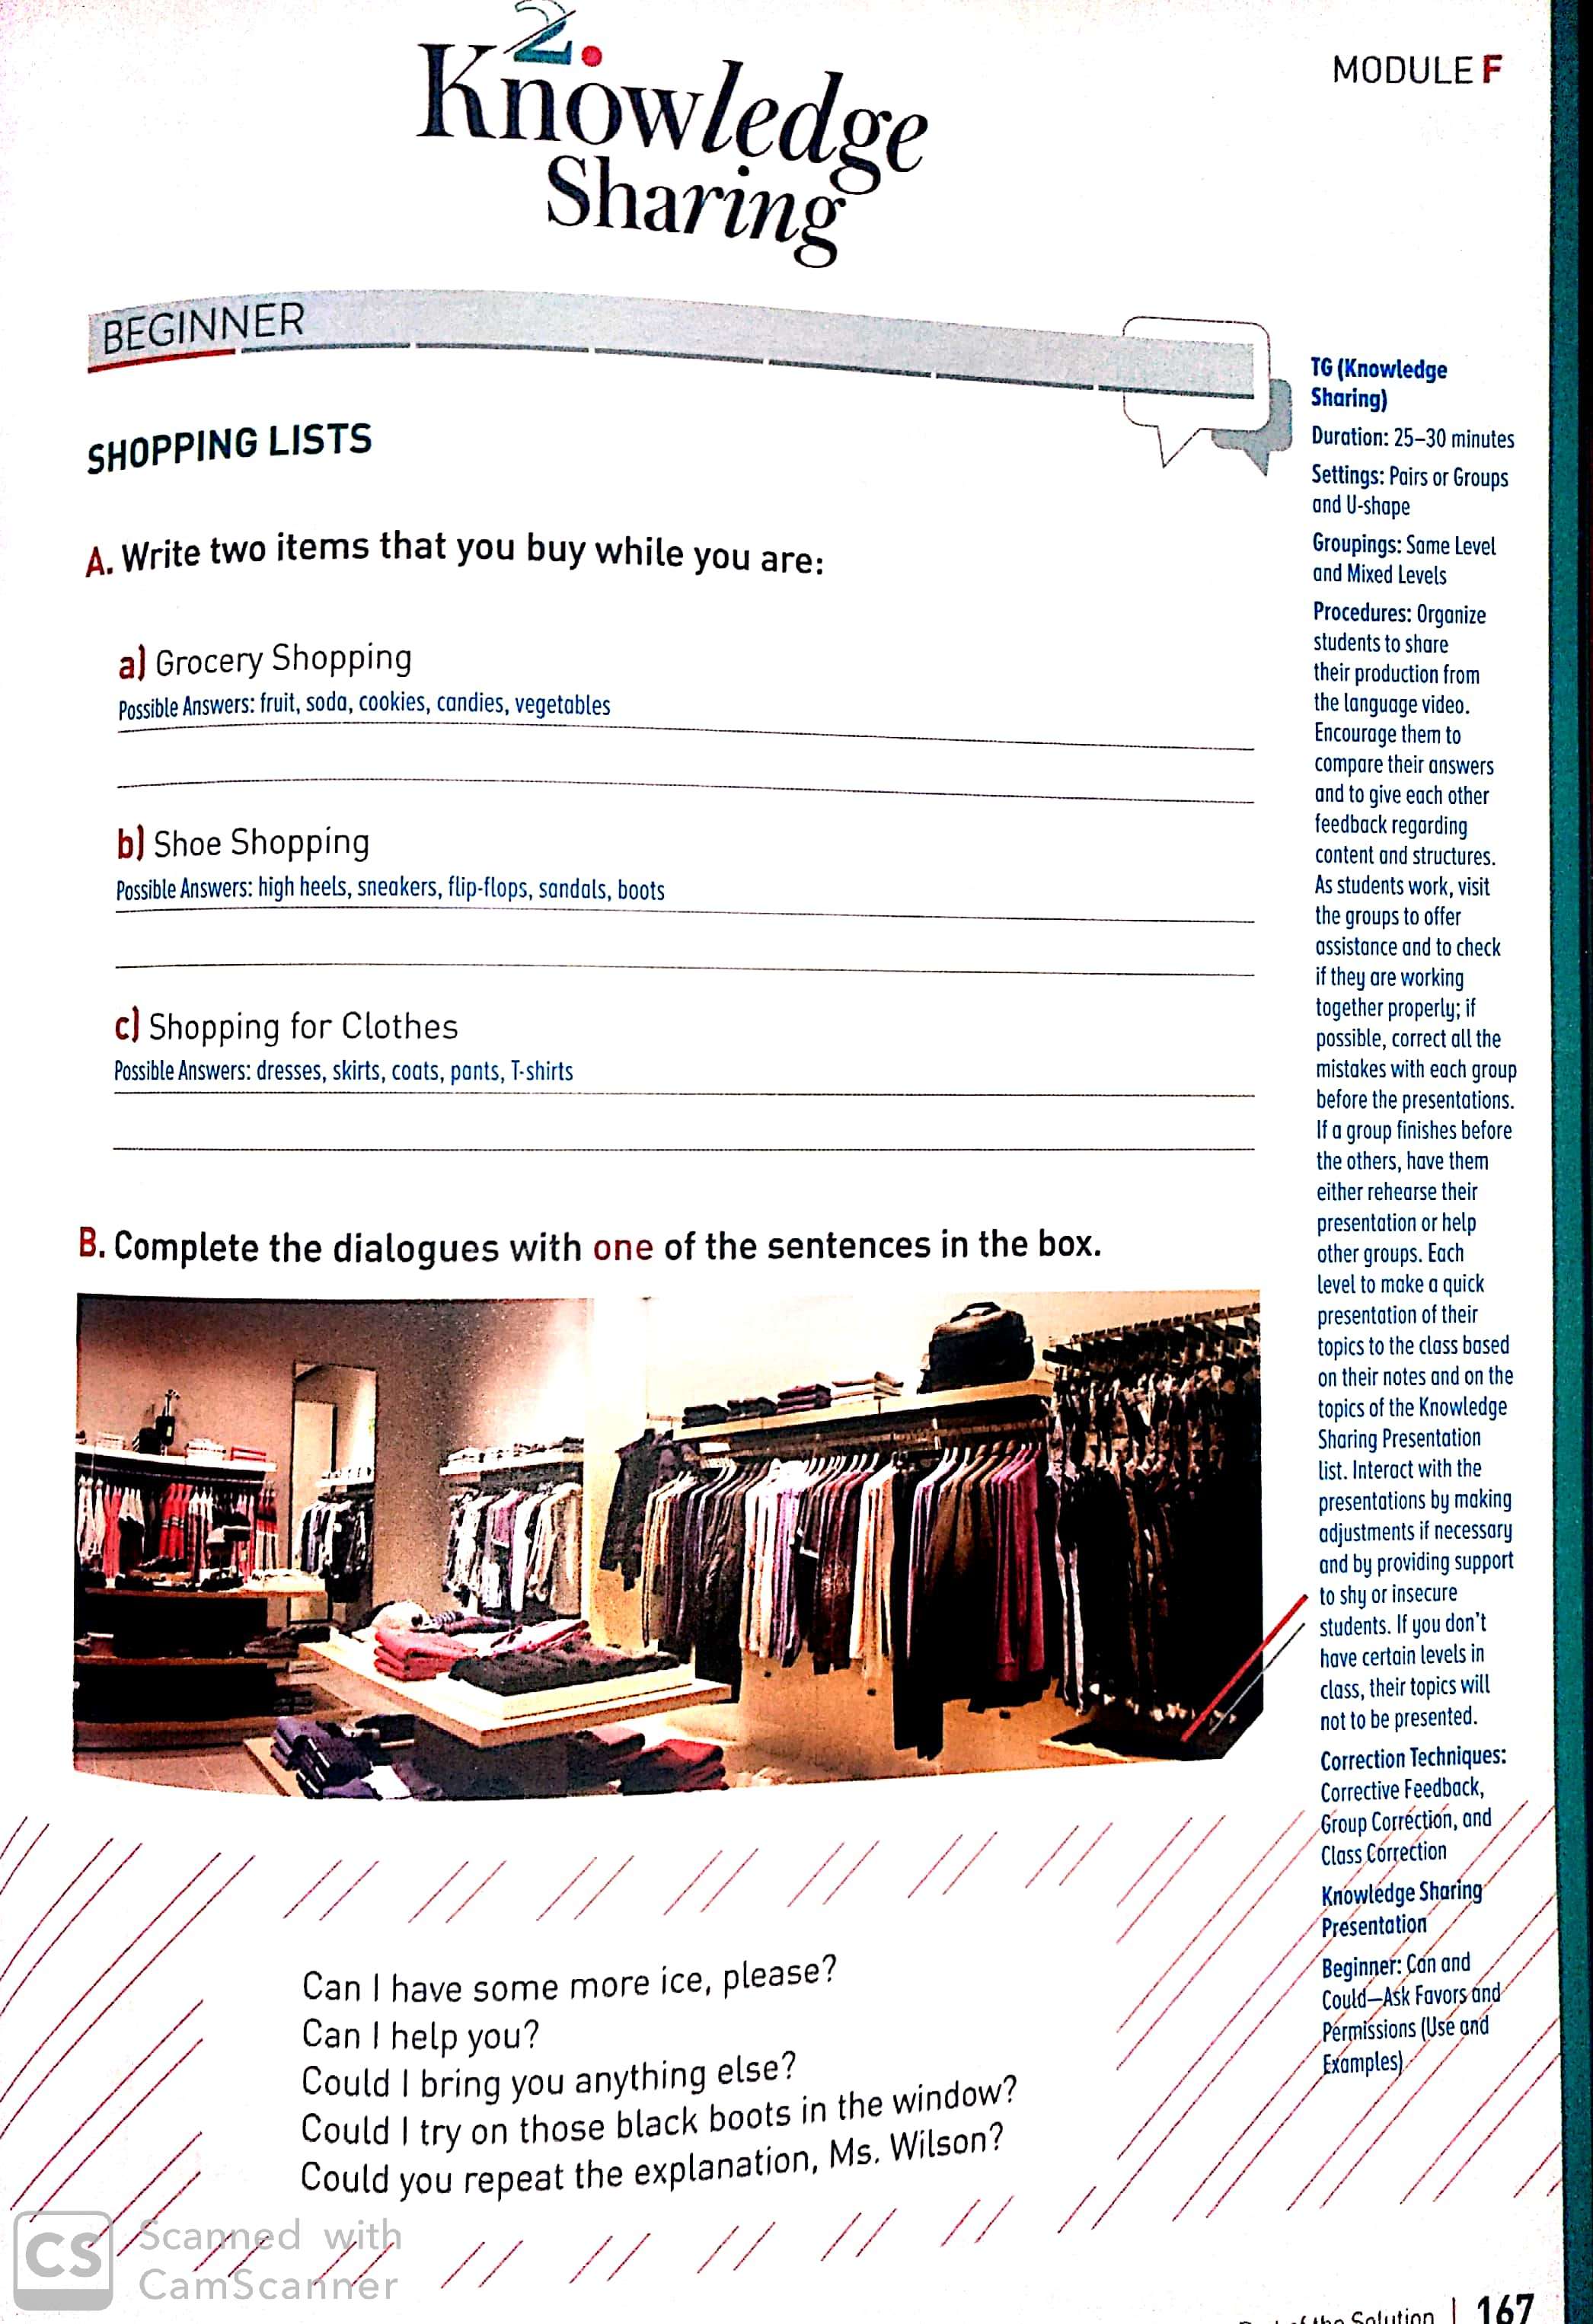 2.
Knowledge
Sharing
MODULE F
BEGINNER
SHOPPING LISTS
A. Write two items that you buy while you are:
a) Grocery Shopping
Possible Answers: fruit, soda, cookies, candies, vegetables
b) Shoe Shopping
Possible Answers: high heels, sneakers, flip-flops, sandals, boots
c) Shopping for Clothes
Possible Answers: dresses, skirts, coats, pants, T-shirts
B. Complete the dialogues with one of the sentences in the box.
Can I have some more ice, please?
Can I help you?
Could I bring you anything else?
Could I try on those black boots in the window?
Could you repeat the explanation, Ms. Wilson?
TG (Knowledge
Sharing)
Duration: 25–30 minutes
Settings: Pairs or Groups
and U-shape
Groupings: Same Level
and Mixed Levels
Procedures: Organize
students to share
their production from
the language video.
Encourage them to
compare their answers
and to give each other
feedback regarding
content and structures.
As students work, visit
the groups to offer
assistance and to check
if they are working
together properly; if
possible, correct all the
mistakes with each group
before the presentations.
If a group finishes before
the others, have them
either rehearse their
presentation or help
other groups. Each
level to make a quick
presentation of their
topics to the class based
on their notes and on the
topics of the Knowledge
Sharing Presentation
list. Interact with the
presentations by making
adjustments if necessary
and by providing support
to shy or insecure
students. If you don't
have certain levels in
class, their topics will
not to be presented.
Correction Techniques:
Corrective Feedback,
Group Correction, and
Class Correction
Knowledge Sharing
Presentation
Beginner: Can and
Could—Ask Favors and
Permissions (Use and
Examples)
CS Scanned with
CamScanner
of the Solution | 167